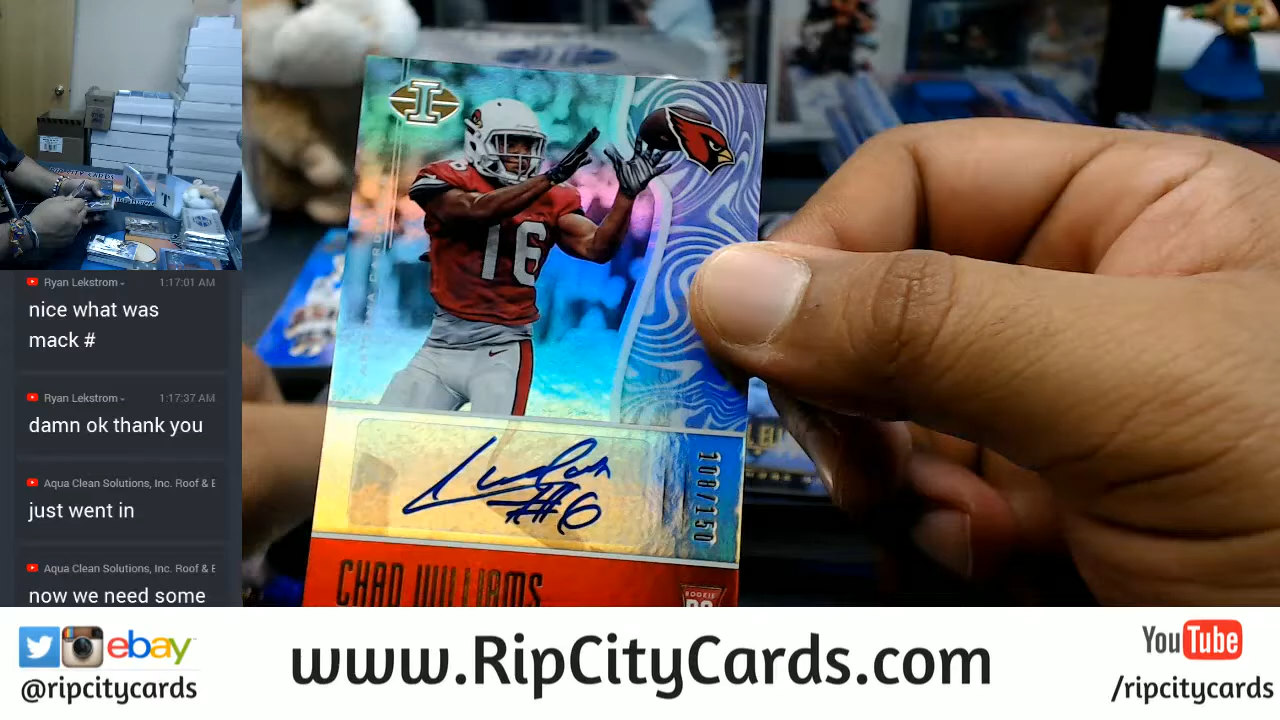 Ryan Lekstrom
1:17:01 AM
nice what was
mack #
Ryan Lekstrom
1:17:37 AM
damn ok thank you
Aqua Clean Solutions, Inc. Roof & E
just went in
Aqua Clean Solutions, Inc. Roof & E
now we need some
I
16
#16
108/150
CHAD WILLIAMS
ROOKIE
ebay
@ripcitycards
www.RipCityCards.com
YouTube
/ripcitycards